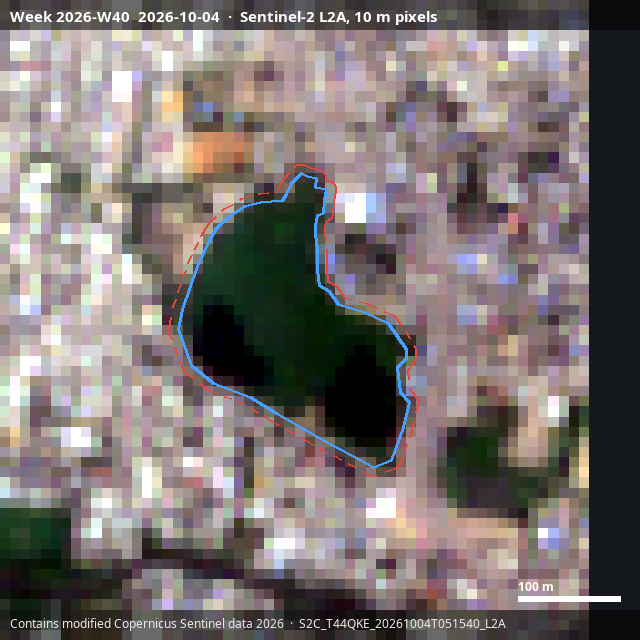 Week 2026-W40  2026-10-04  ·  Sentinel-2 L2A, 10 m pixels
100 m
Contains modified Copernicus Sentinel data 2026  ·  S2C_T44QKE_20261004T051540_L2A